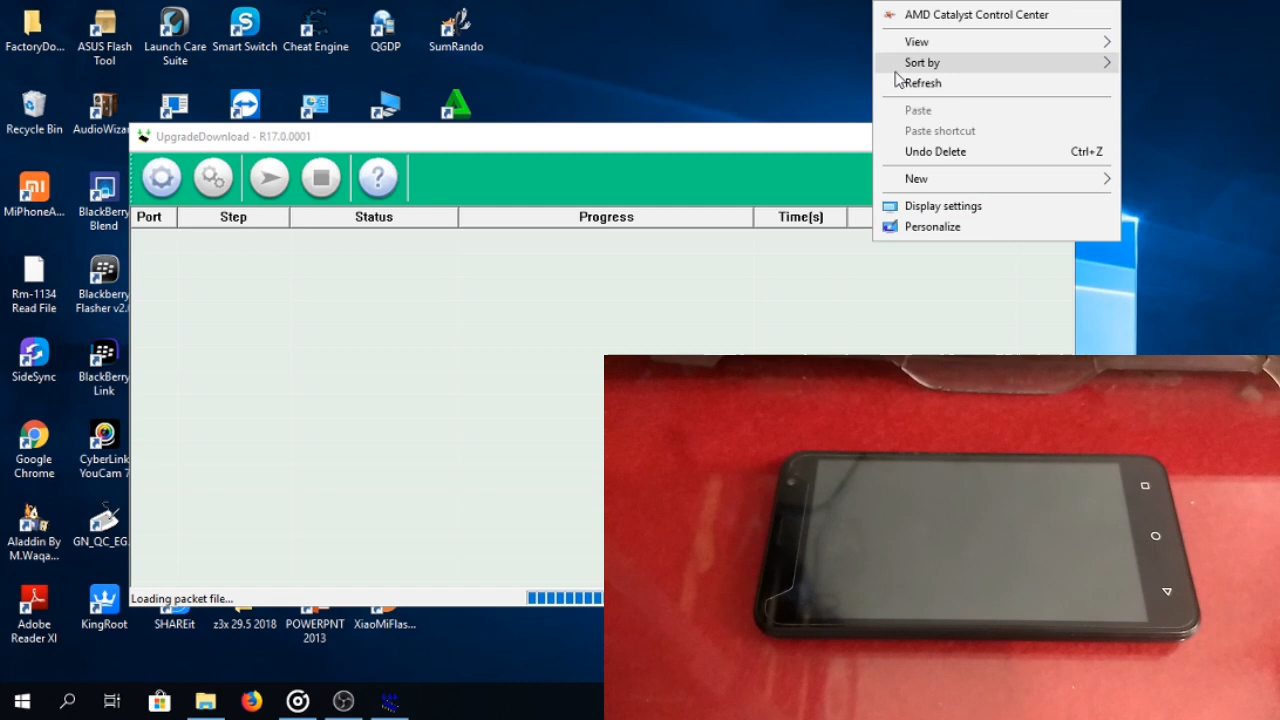 FactoryDo...
ASUS Flash
Tool
Launch Care
Suite
Smart Switch
Cheat Engine
QGDP
SumRando
Recycle Bin
AudioWiza
MiPhoneA...
BlackBerry
Blend
Rm-1134
Read File
Blackberry
Flasher v2.0
SideSync
BlackBerry
Link
Google
Chrome
CyberLink
YouCam 7
Aladdin By
M.Waqa...
GN_QC_EG.
Adobe
Reader XI
KingRoot
SHAREit
z3x 29.5 2018
POWERPNT
2013
XiaoMiFlas...
UpgradeDownload - R17.0.0001
Port Step Status Progress Time(s)
Loading packet file...
AMD Catalyst Control Center
View
Sort by
Refresh
Paste
Paste shortcut
Undo Delete Ctrl+Z
New
Display settings
Personalize